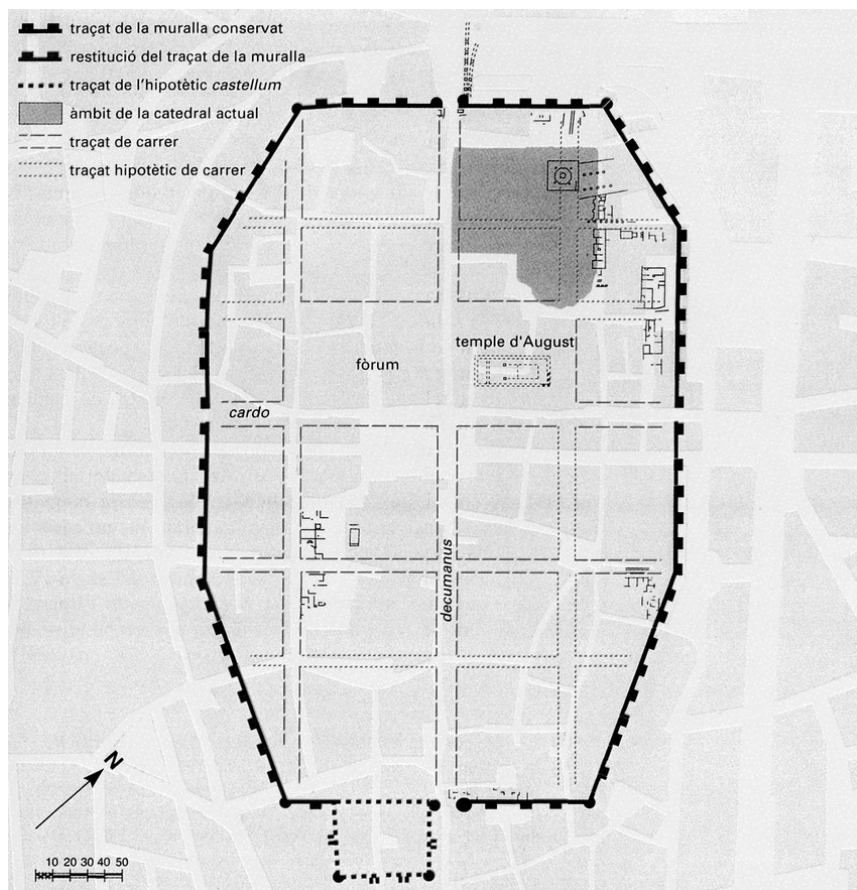 traçat de la muralla conservat
restitució del traçat de la muralla
traçat de l'hipotètic castellum
àmbit de la catedral actual
traçat de carrer
traçat hipotètic de carrer
temple d'August
fòrum
cardo
decumanus
N
10 20 30 40 50